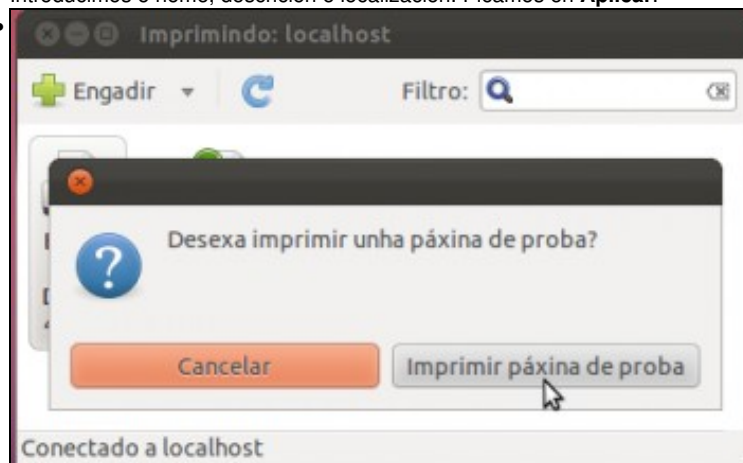 Imprimindo: localhost
Engadir Filtro:
Desexa imprimir unha páxina de proba?
Cancelar Imprimir páxina de proba
Conectado a localhost